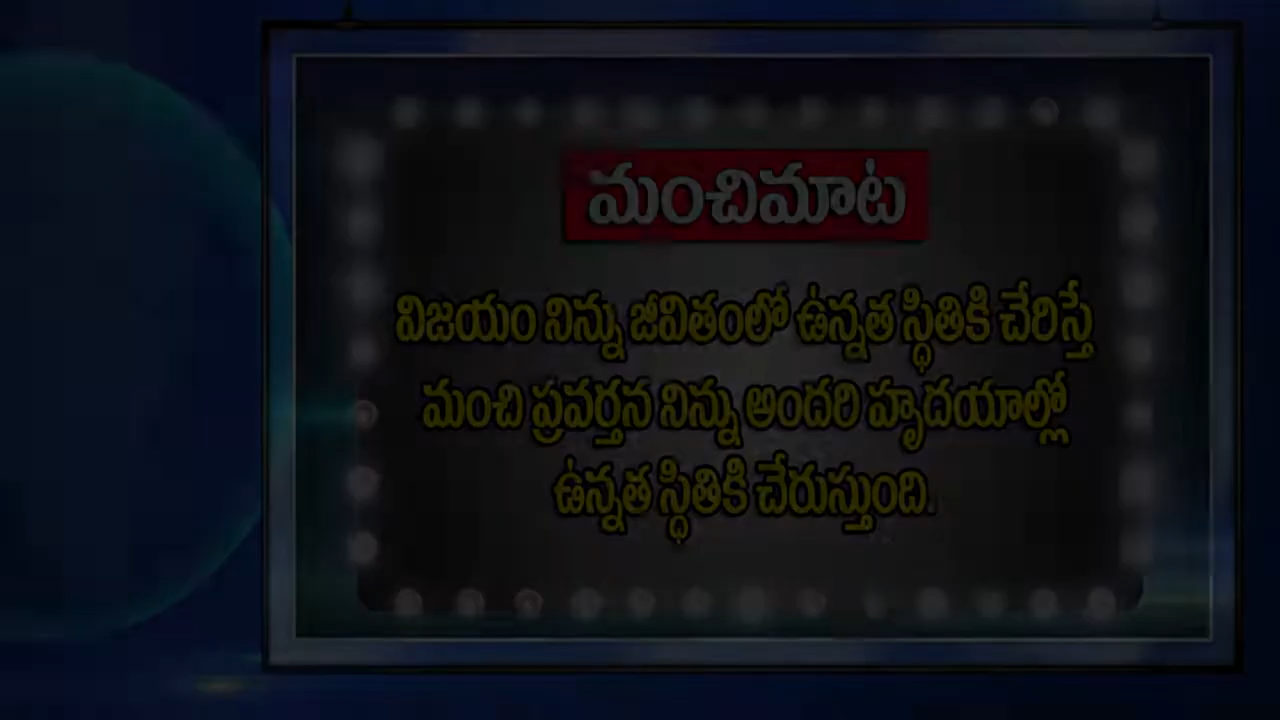 మంచిమాట
విజయం నిన్ను జీవితంలో ఉన్నత స్థితికి చేరిస్తే
మంచి ప్రవర్తన నిన్ను అందరి హృదయాల్లో
ఉన్నత స్థితికి చేరుస్తుంది.